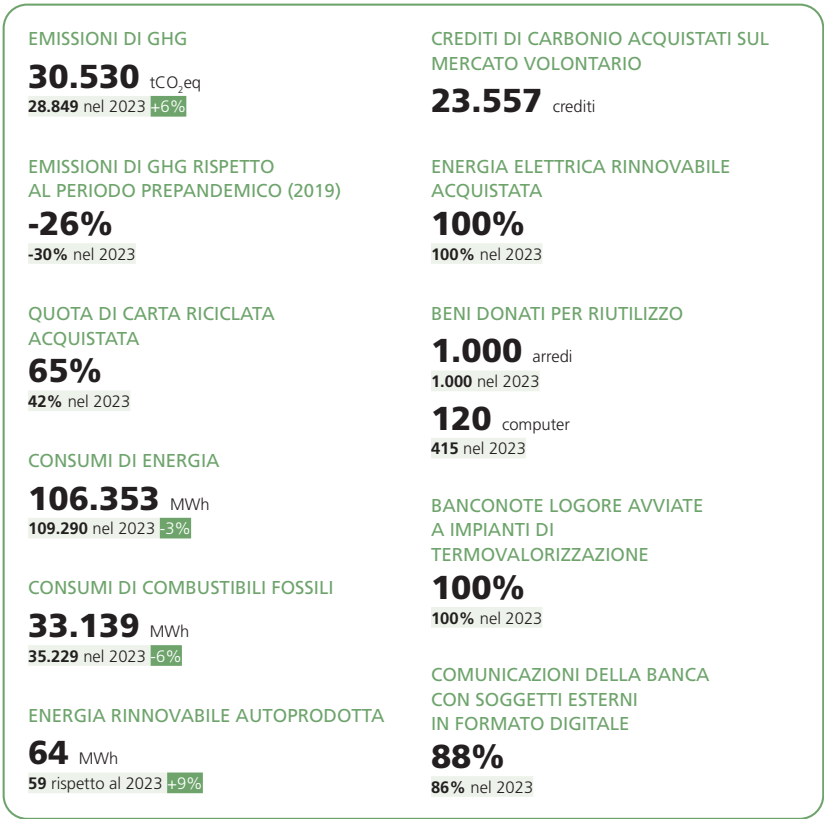 EMISSIONI DI GHG
30.530 tCO₂eq
28.849 nel 2023 +6%
EMISSIONI DI GHG RISPETTO
AL PERIODO PREPANDEMICO (2019)
-26%
-30% nel 2023
QUOTA DI CARTA RICICLATA
ACQUISTATA
65%
42% nel 2023
CONSUMI DI ENERGIA
106.353 MWh
109.290 nel 2023 -3%
CONSUMI DI COMBUSTIBILI FOSSILI
33.139 MWh
35.229 nel 2023 -6%
ENERGIA RINNOVABILE AUTOPRODOTTA
64 MWh
59 rispetto al 2023 +9%
CREDITI DI CARBONIO ACQUISTATI SUL
MERCATO VOLONTARIO
23.557 crediti
ENERGIA ELETTRICA RINNOVABILE
ACQUISTATA
100%
100% nel 2023
BENI DONATI PER RIUTILIZZO
1.000 arredi
1.000 nel 2023
120 computer
415 nel 2023
BANCONOTE LOGORE AVVIATE
A IMPIANTI DI
TERMOVALORIZZAZIONE
100%
100% nel 2023
COMUNICAZIONI DELLA BANCA
CON SOGGETTI ESTERNI
IN FORMATO DIGITALE
88%
86% nel 2023